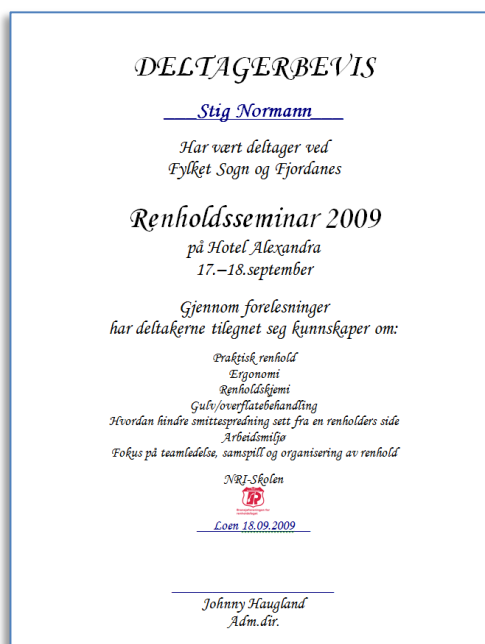 DELTAGERBEVIS
Stig Normann
Har vært deltager ved
Fylket Sogn og Fjordanes
Renholdsseminar 2009
på Hotel Alexandra
17.–18.september
Gjennom forelesninger
har deltakerne tilegnet seg kunnskaper om:
Praktisk renhold
Ergonomi
Renholdskjemi
Gulv/overflatebehandling
Hvordan hindre smittespredning sett fra en renholders side
Arbeidsmiljø
Fokus på teamledelse, samspill og organisering av renhold
NRI-Skolen
Loen 18.09.2009
Johnny Haugland
Adm.dir.